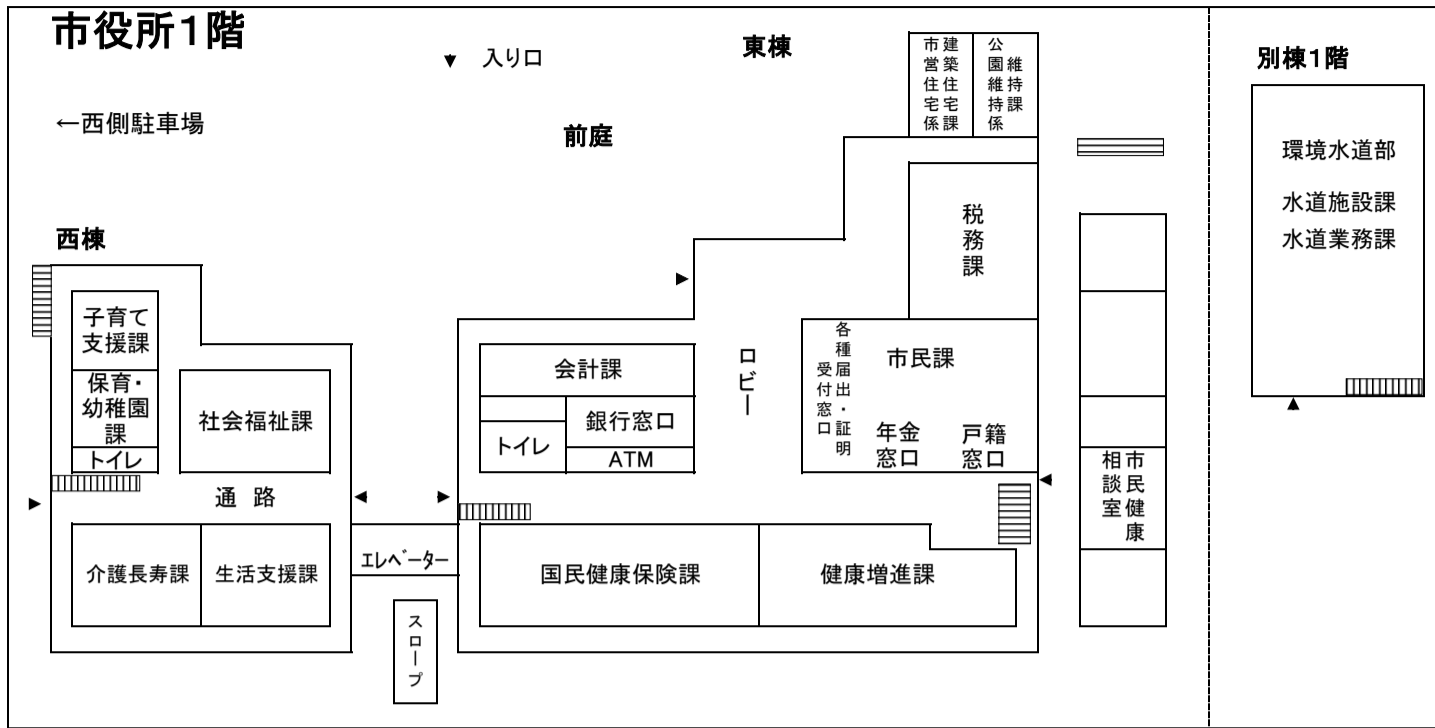 市役所1階
▼ 入り口
東棟
←西側駐車場
前庭
建築住宅課
市営住宅係
維持課
公園維持係
別棟1階
環境水道部
水道施設課
水道業務課
西棟
税務課
子育て
支援課
保育・
幼稚園
課
トイレ
社会福祉課
通 路
介護長寿課
生活支援課
エレベーター
スロープ
会計課
銀行窓口
トイレ
ATM
ロビー
各種届出・証明
受付窓口
市民課
年金
窓口
戸籍
窓口
国民健康保険課
健康増進課
市民健康
相談室